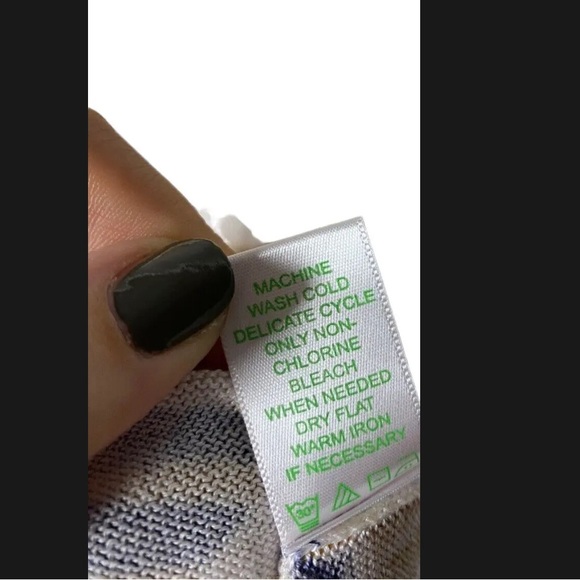 MACHINE
WASH COLD
DELICATE CYCLE
ONLY NON-
CHLORINE
BLEACH
WHEN NEEDED
DRY FLAT
WARM IRON
IF NECESSARY
30°